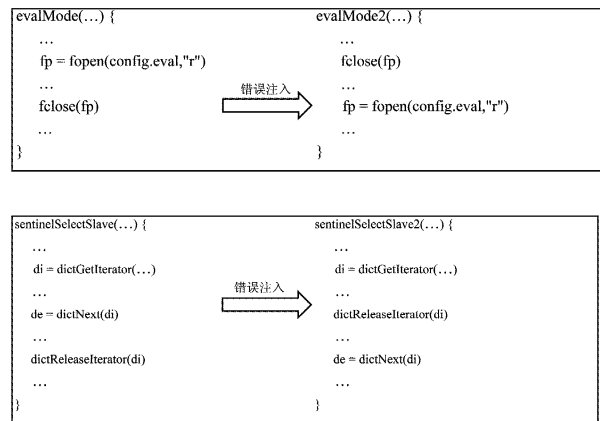 evalMode(…) {
…
fp = fopen(config.eval,"r")
…
fclose(fp)
…
}
错误注入
evalMode2(…) {
…
fclose(fp)
…
fp = fopen(config.eval,"r")
…
}
sentinelSelectSlave(…) {
…
di = dictGetIterator(…)
…
de = dictNext(di)
…
dictReleaseIterator(di)
…
}
错误注入
sentinelSelectSlave2(…) {
…
di = dictGetIterator(…)
…
dictReleaseIterator(di)
…
de = dictNext(di)
…
}